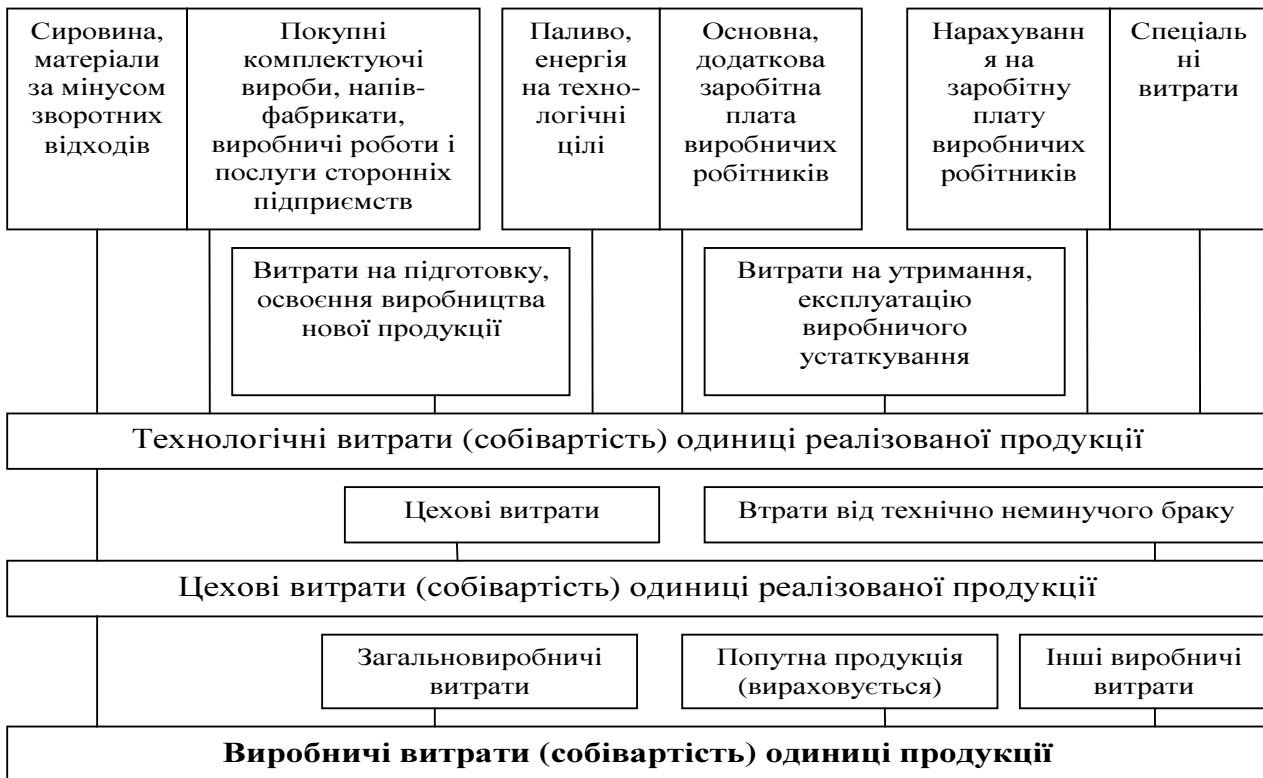 Сировина,
матеріали
за мінусом
зворотних
відходів
Покупні
комплектуючі
вироби, напів-
фабрикати,
виробничі роботи і
послуги сторонніх
підприємств
Паливо,
енергія
на техно-
логічні
цілі
Основна,
додаткова
заробітна
плата
виробничих
робітників
Нарахуванн
я на
заробітну
плату
виробничих
робітників
Спеціаль
ні
витрати
Витрати на підготовку,
освоєння виробництва
нової продукції
Витрати на утримання,
експлуатацію
виробничого
устаткування
Технологічні витрати (собівартість) одиниці реалізованої продукції
Цехові витрати
Втрати від технічно неминучого браку
Цехові витрати (собівартість) одиниці реалізованої продукції
Загальновиробничі
витрати
Попутна продукція
(вираховується)
Інші виробничі
витрати
Виробничі витрати (собівартість) одиниці продукції